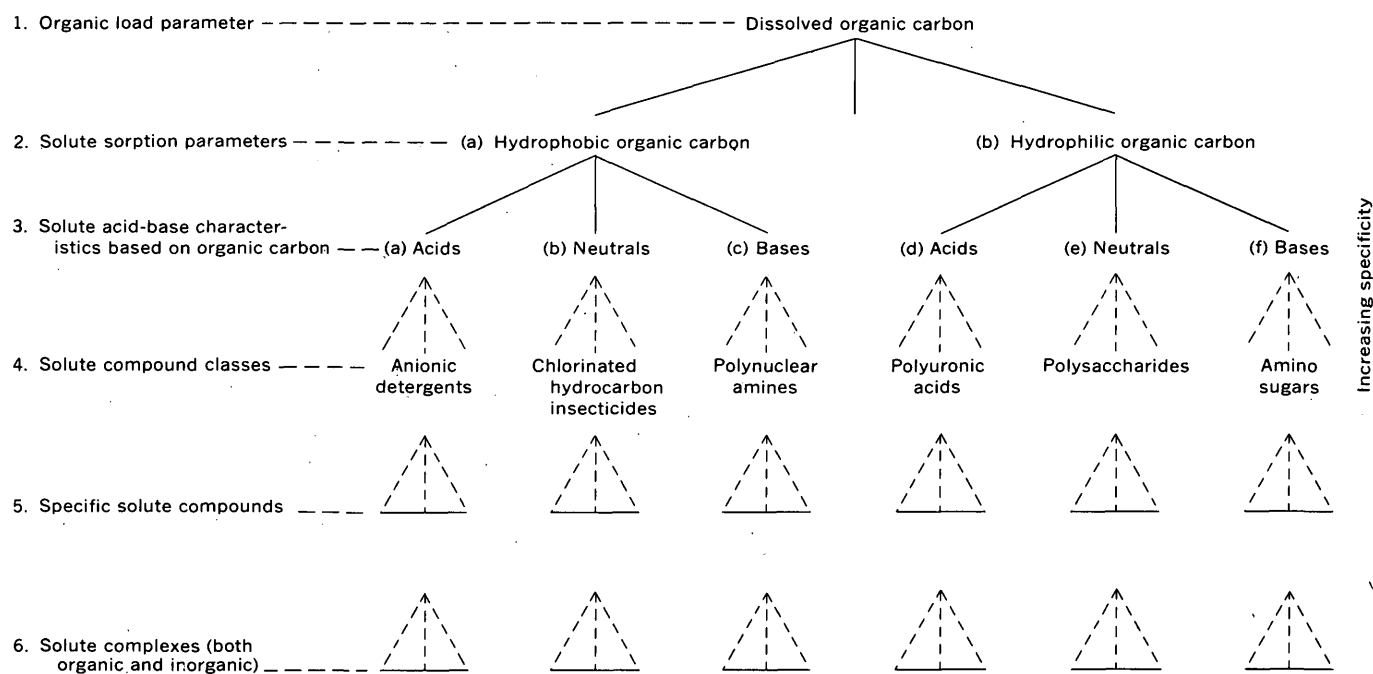 1. Organic load parameter
Dissolved organic carbon
2. Solute sorption parameters
(a) Hydrophobic organic carbon
(b) Hydrophilic organic carbon
3. Solute acid-base character-
istics based on organic carbon
(a) Acids
(b) Neutrals
(c) Bases
(d) Acids
(e) Neutrals
(f) Bases
4. Solute compound classes
Anionic
detergents
Chlorinated
hydrocarbon
insecticides
Polynuclear
amines
Polyuronic
acids
Polysaccharides
Amino
sugars
5. Specific solute compounds
6. Solute complexes (both
organic and inorganic)
Increasing specificity